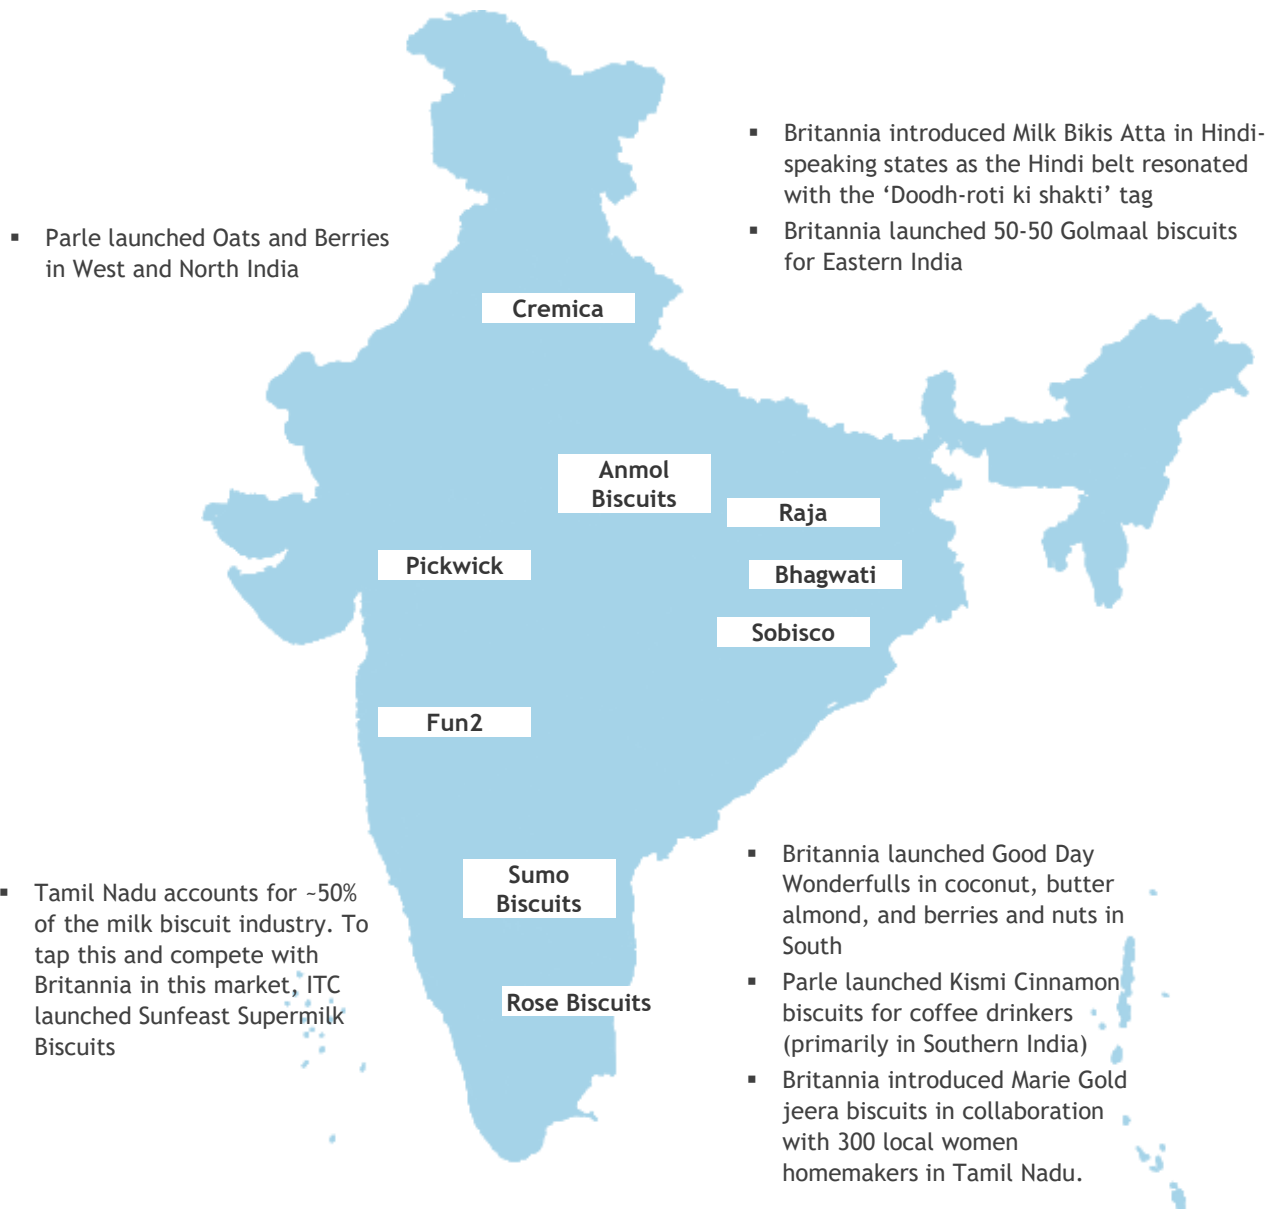 ▪ Britannia introduced Milk Bikis Atta in Hindi-
speaking states as the Hindi belt resonated
with the ‘Doodh-roti ki shakti’ tag
▪ Britannia launched 50-50 Golmaal biscuits
for Eastern India
▪ Parle launched Oats and Berries
in West and North India
Cremica
Anmol
Biscuits
Raja
Pickwick
Bhagwati
Sobisco
Fun2
Sumo
Biscuits
Rose Biscuits
▪ Tamil Nadu accounts for ~50%
of the milk biscuit industry. To
tap this and compete with
Britannia in this market, ITC
launched Sunfeast Supermilk
Biscuits
▪ Britannia launched Good Day
Wonderfulls in coconut, butter
almond, and berries and nuts in
South
▪ Parle launched Kismi Cinnamon
biscuits for coffee drinkers
(primarily in Southern India)
▪ Britannia introduced Marie Gold
jeera biscuits in collaboration
with 300 local women
homemakers in Tamil Nadu.